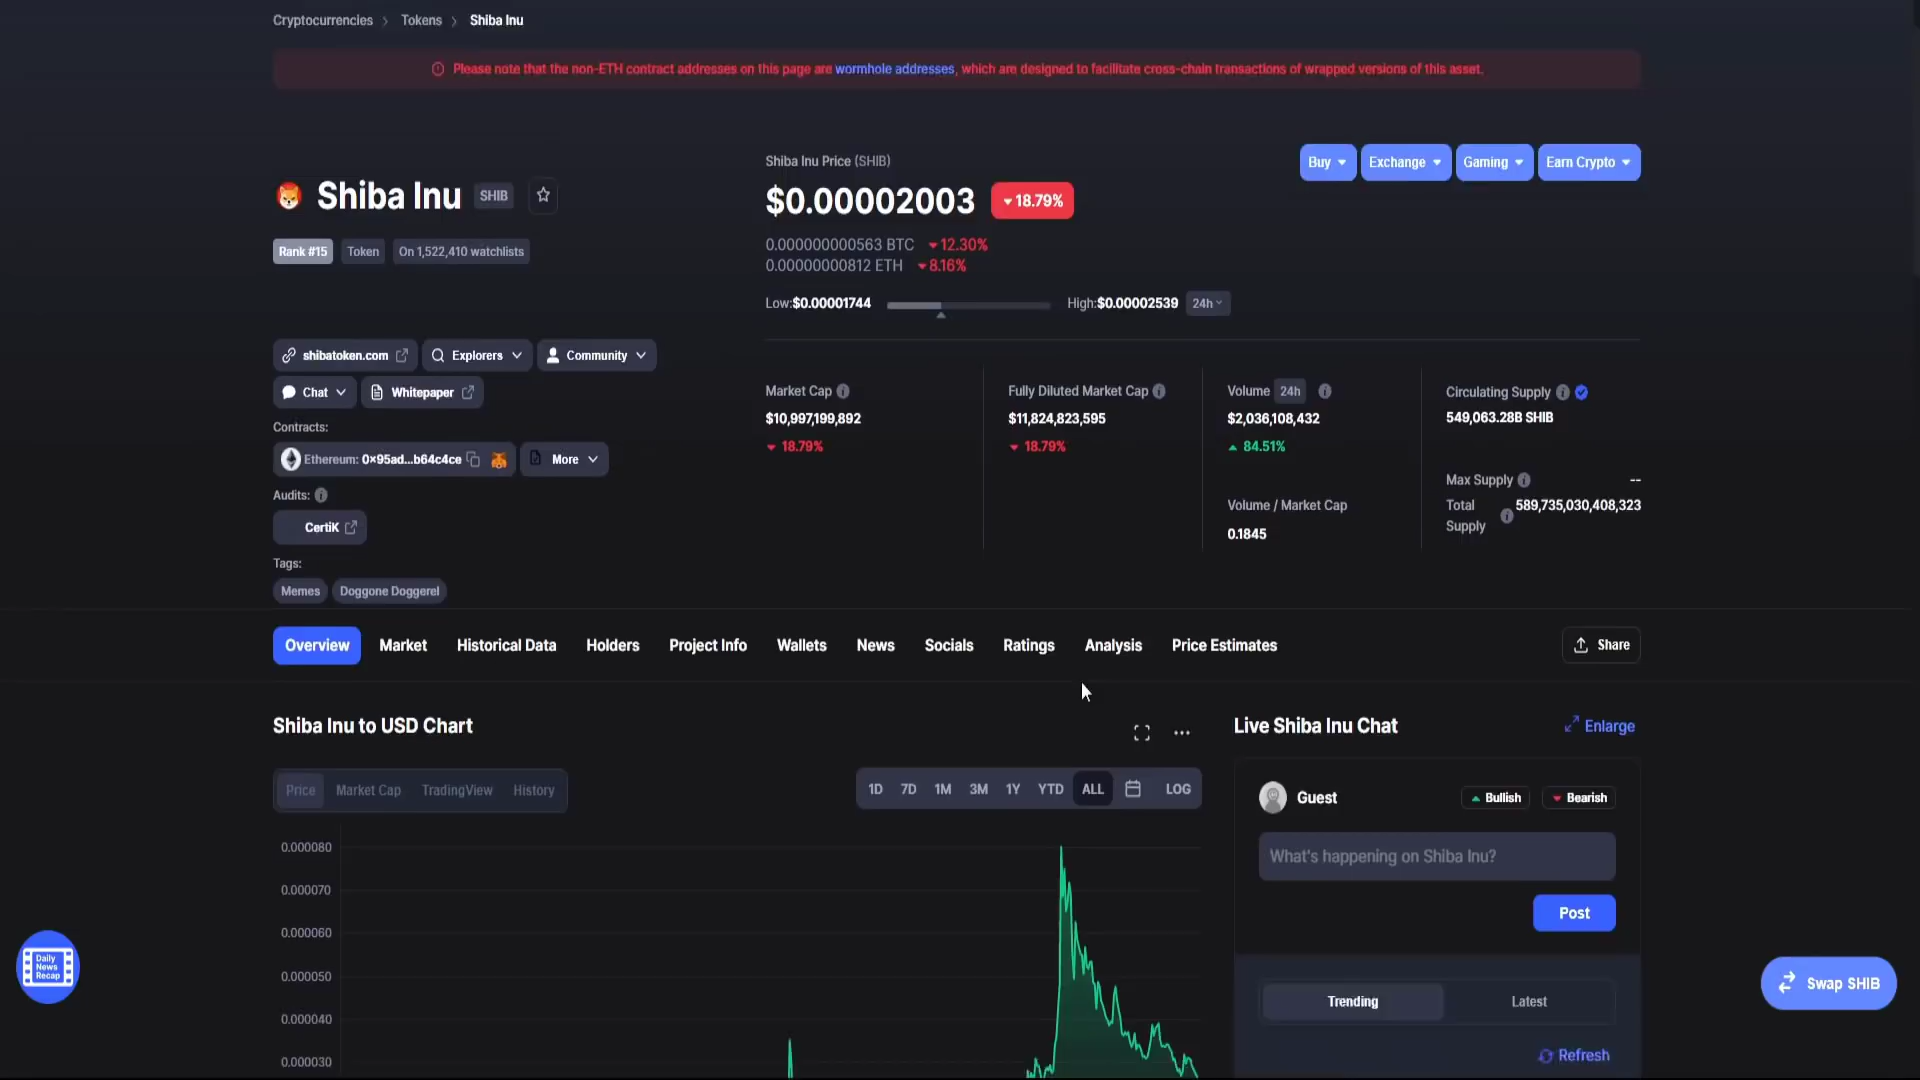 Cryptocurrencies > Tokens > Shiba Inu
Please note that the non-ETH contract addresses on this page are wormhole addresses, which are designed to facilitate cross-chain transactions of wrapped versions of this asset.
Shiba Inu SHIB
Rank #15 Token On 1,522,410 watchlists
shibatoken.com Explorers Community
Chat Whitepaper
Contracts:
Ethereum: 0x95ad...b64c4ce More
Audits:
CertiK
Tags:
Memes Doggone Doggerel
Shiba Inu Price (SHIB)
$0.00002003 18.79%
0.000000000563 BTC 12.30%
0.00000000812 ETH 8.16%
Low:$0.00001744 High:$0.00002539 24h
Buy Exchange Gaming Earn Crypto
Market Cap
$10,997,199,892
18.79%
Fully Diluted Market Cap
$11,824,823,595
18.79%
Volume 24h
$2,036,108,432
84.51%
Volume / Market Cap
0.1845
Circulating Supply
549,063.28B SHIB
Max Supply --
Total Supply 589,735,030,408,323
Overview Market Historical Data Holders Project Info Wallets News Socials Ratings Analysis Price Estimates Share
Shiba Inu to USD Chart
Price Market Cap TradingView History
1D 7D 1M 3M 1Y YTD ALL LOG
0.000080
0.000070
0.000060
0.000050
0.000040
0.000030
Live Shiba Inu Chat Enlarge
Guest Bullish Bearish
What's happening on Shiba Inu?
Post
Trending Latest
Refresh
Daily
News
Recap
Swap SHIB